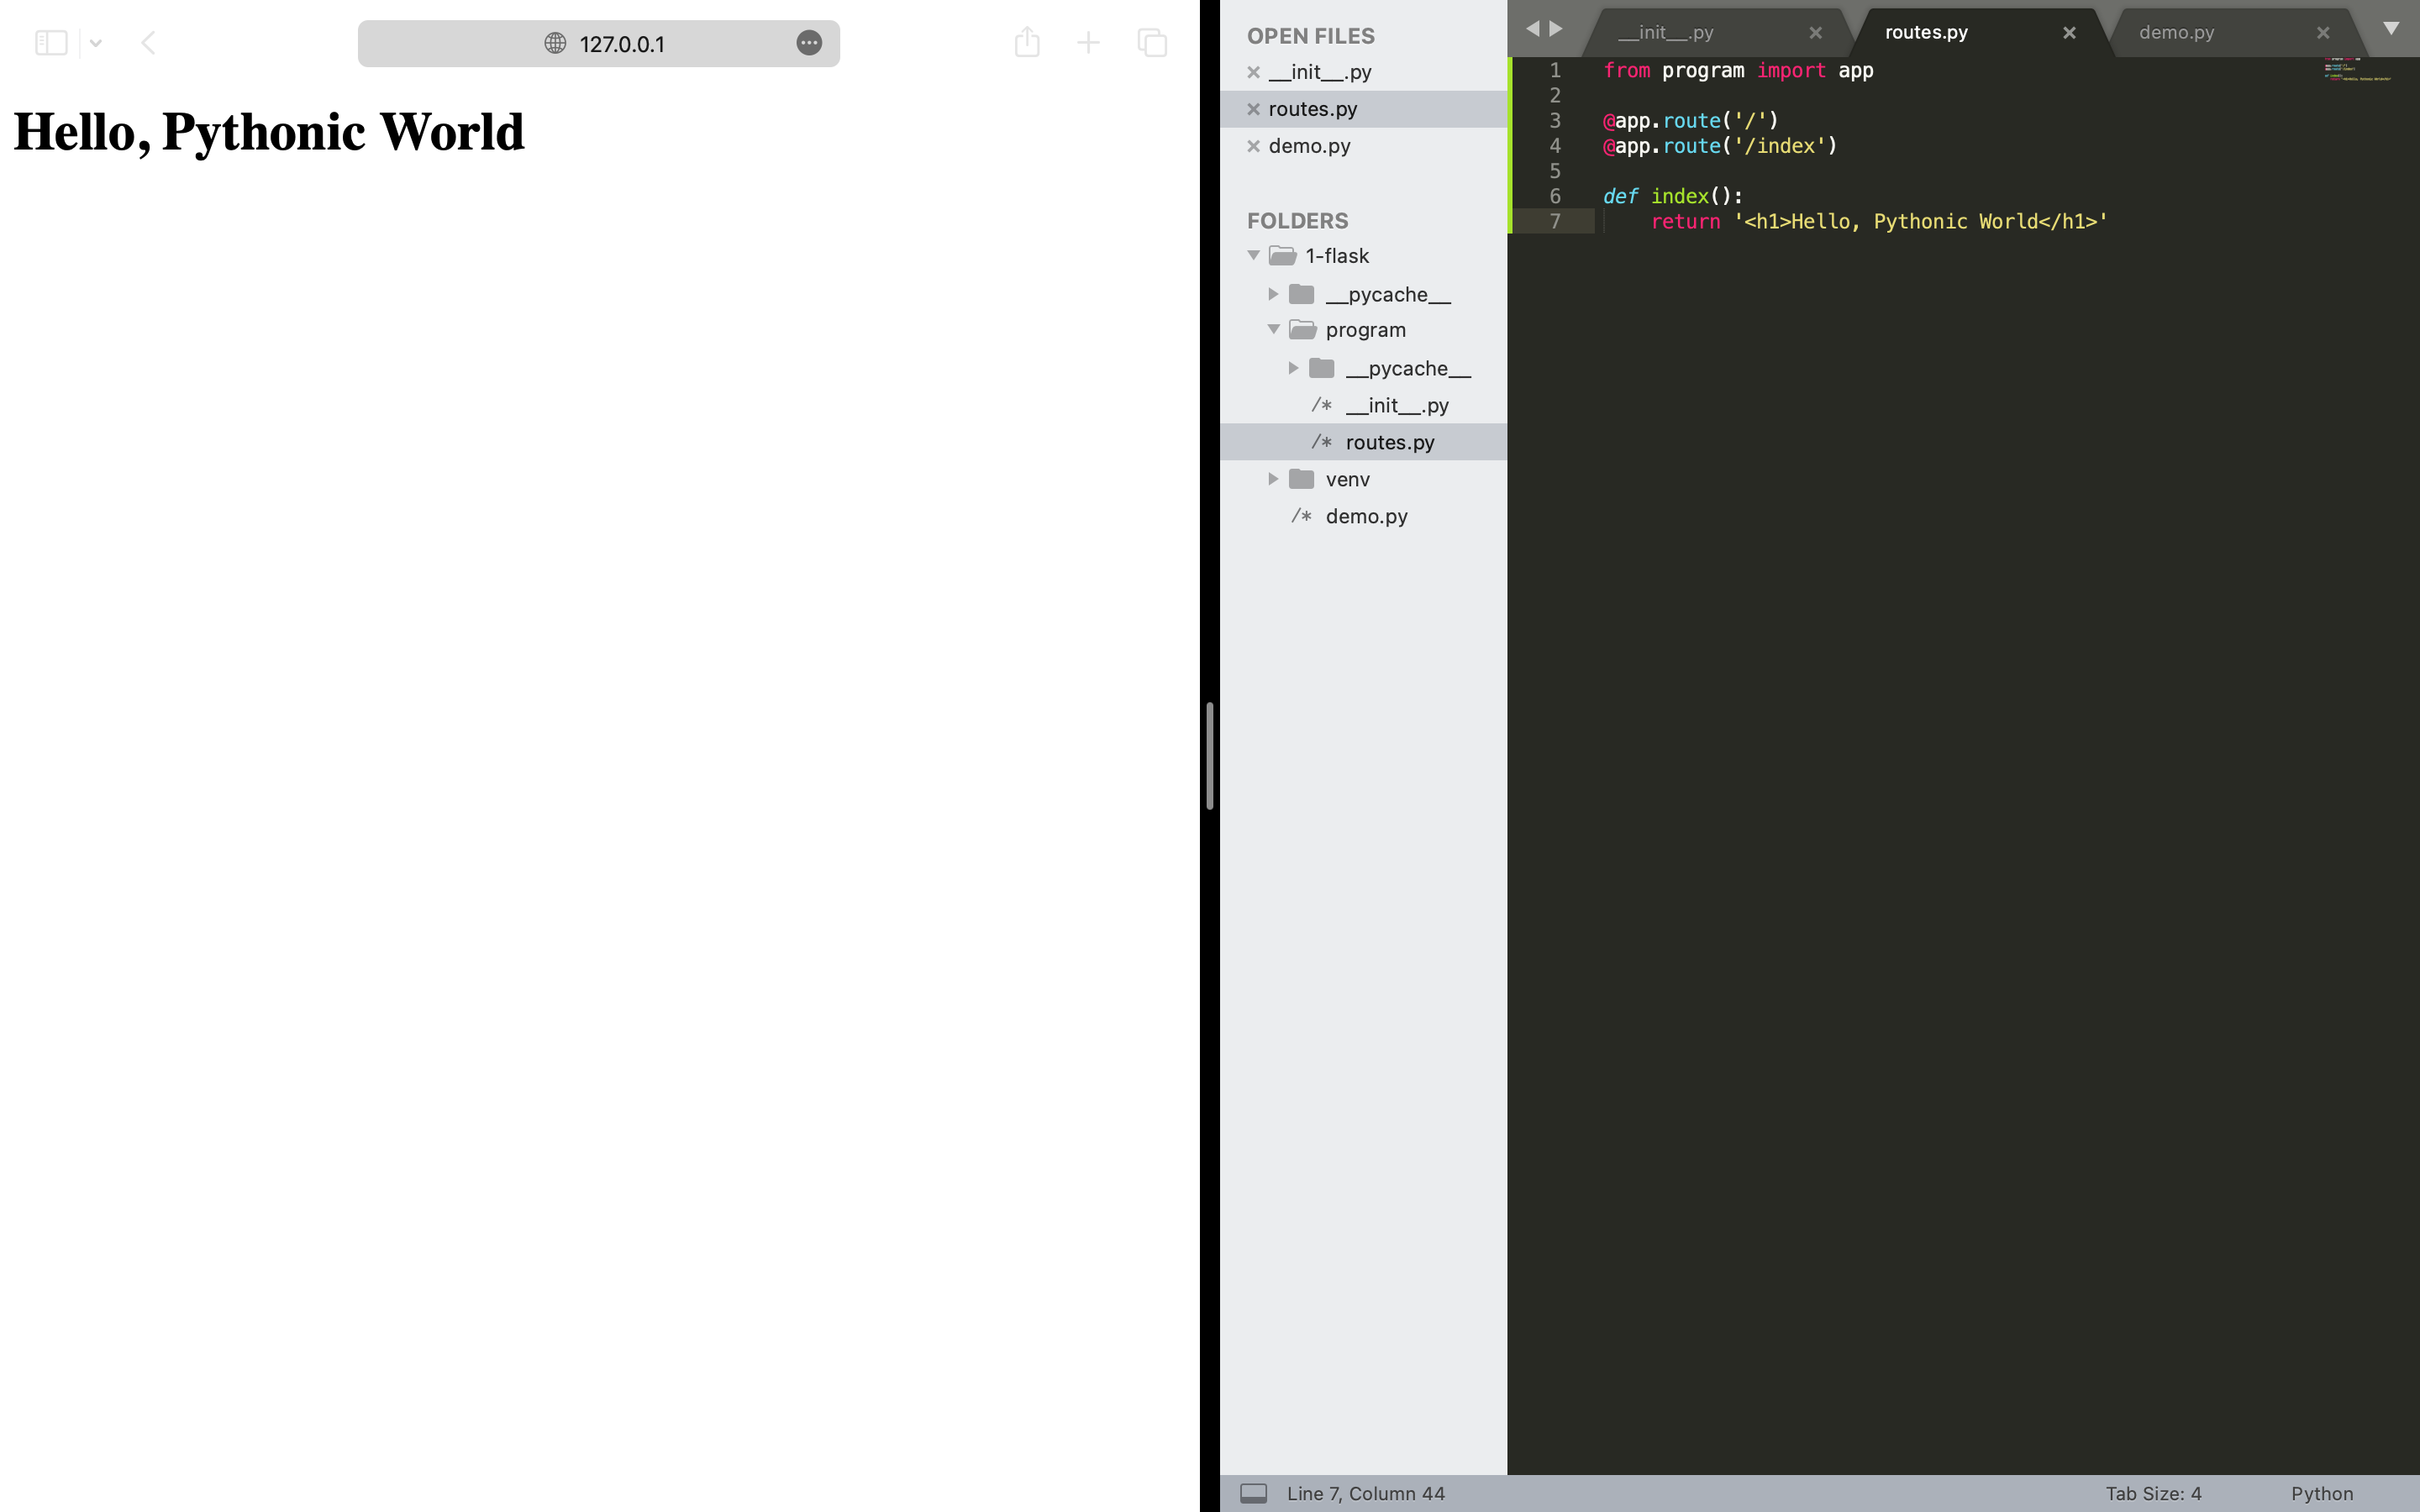 127.0.0.1
Hello, Pythonic World
OPEN FILES
__init__.py
routes.py
demo.py
FOLDERS
1-flask
__pycache__
program
__pycache__
/* __init__.py
/* routes.py
venv
/* demo.py
__init__.py routes.py demo.py
1 from program import app
2
3 @app.route('/')
4 @app.route('/index')
5
6 def index():
7     return '<h1>Hello, Pythonic World</h1>'
Line 7, Column 44 Tab Size: 4 Python